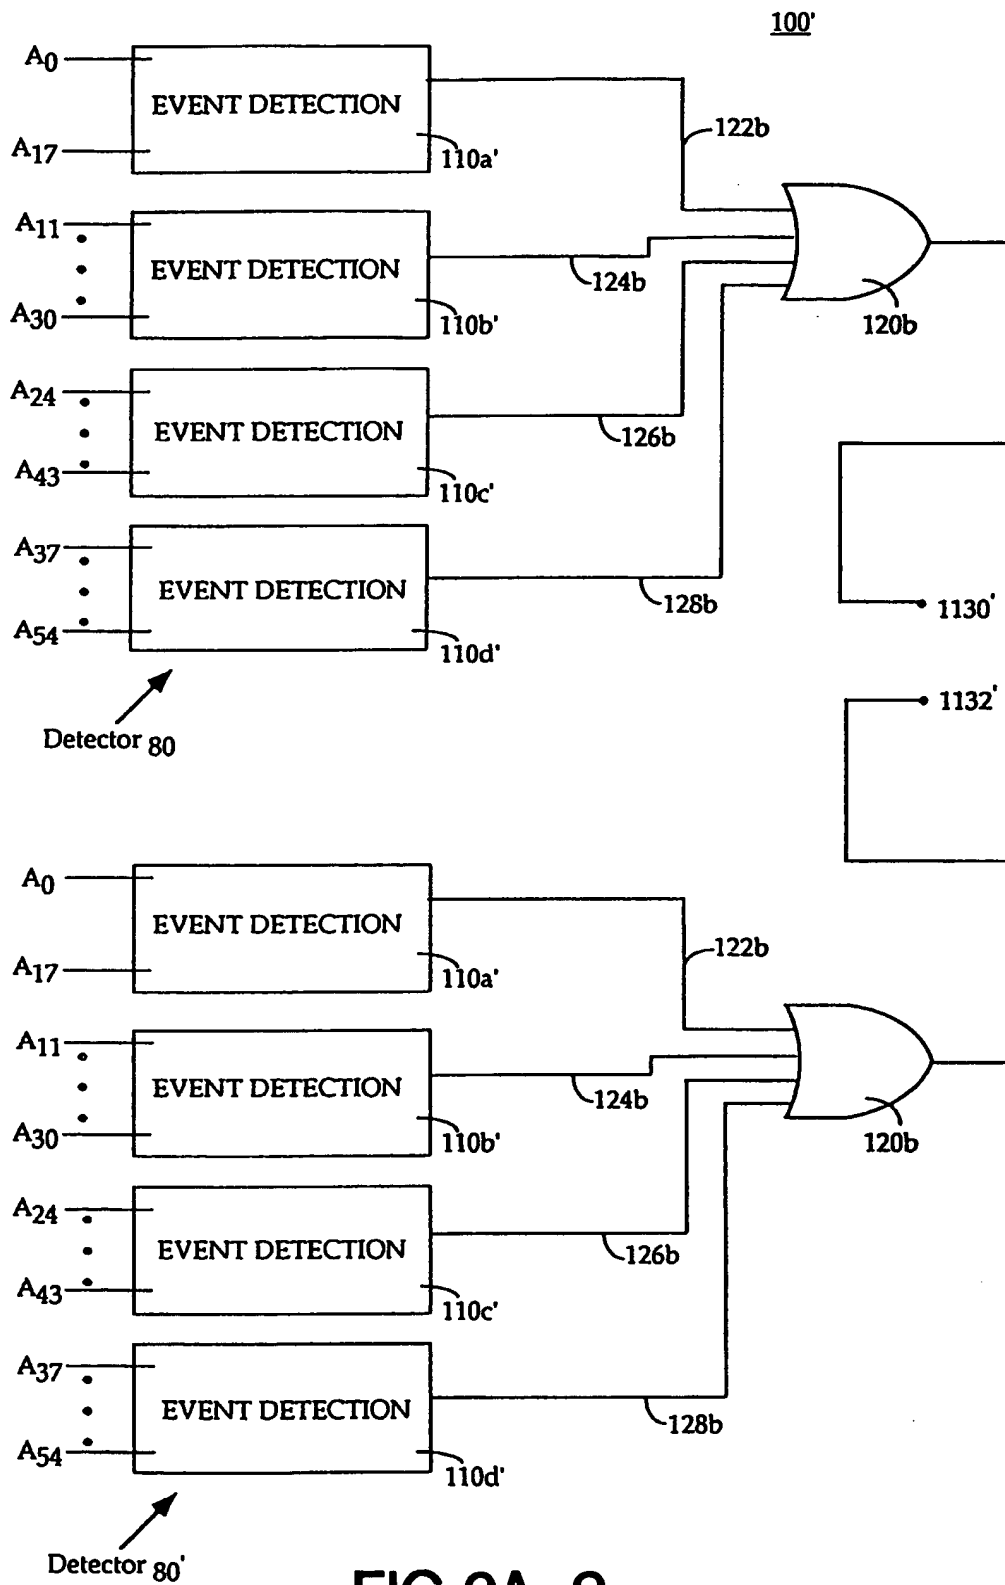 100'
A0
EVENT DETECTION
A17
110a'
122b
A11
EVENT DETECTION
A30
110b'
124b
120b
A24
EVENT DETECTION
A43
110c'
126b
A37
EVENT DETECTION
A54
110d'
128b
1130'
1132'
Detector 80
A0
EVENT DETECTION
A17
110a'
122b
A11
EVENT DETECTION
A30
110b'
124b
120b
A24
EVENT DETECTION
A43
110c'
126b
A37
EVENT DETECTION
A54
110d'
128b
Detector 80'